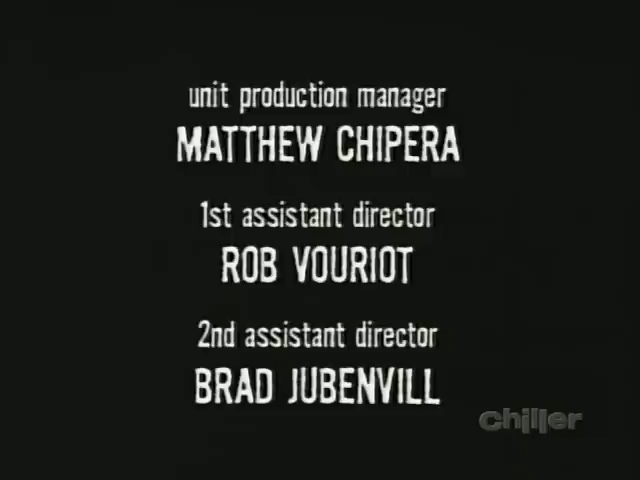 unit production manager
MATTHEW CHIPERA
1st assistant director
ROB VOURIOT
2nd assistant director
BRAD JUBENVILL
chiller